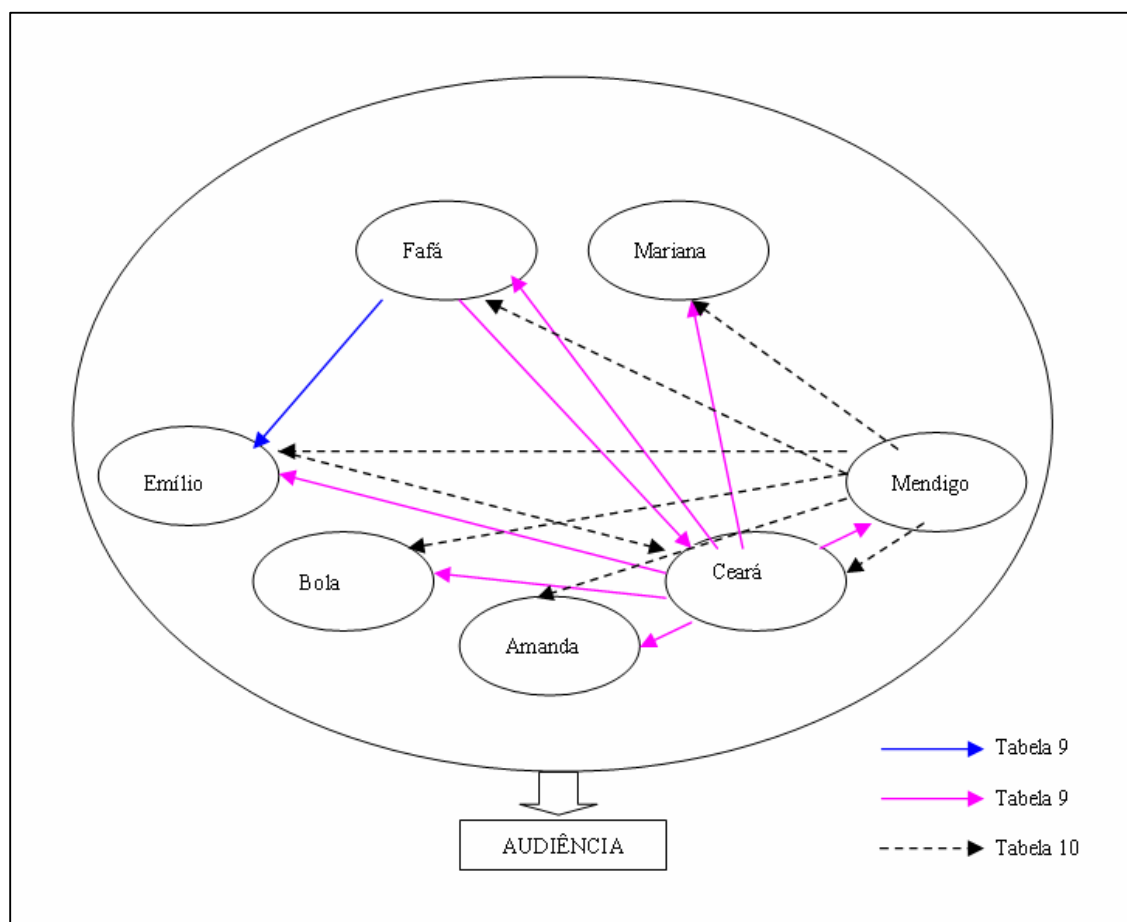 Fafá
Mariana
Emílio
Mendigo
Bola
Ceará
Amanda
Tabela 9
Tabela 9
AUDIÊNCIA
Tabela 10